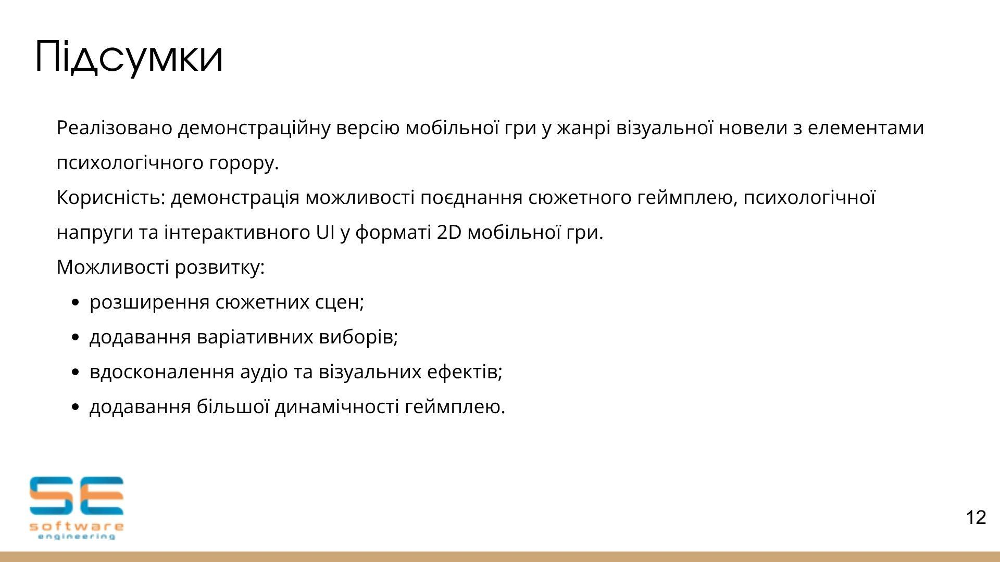 Підсумки
Реалізовано демонстраційну версію мобільної гри у жанрі візуальної новели з елементами
психологічного горору.
Корисність: демонстрація можливості поєднання сюжетного геймплею, психологічної
напруги та інтерактивного UI у форматі 2D мобільної гри.
Можливості розвитку:
• розширення сюжетних сцен;
• додавання варіативних виборів;
• вдосконалення аудіо та візуальних ефектів;
• додавання більшої динамічності геймплею.
SE
software
engineering
12